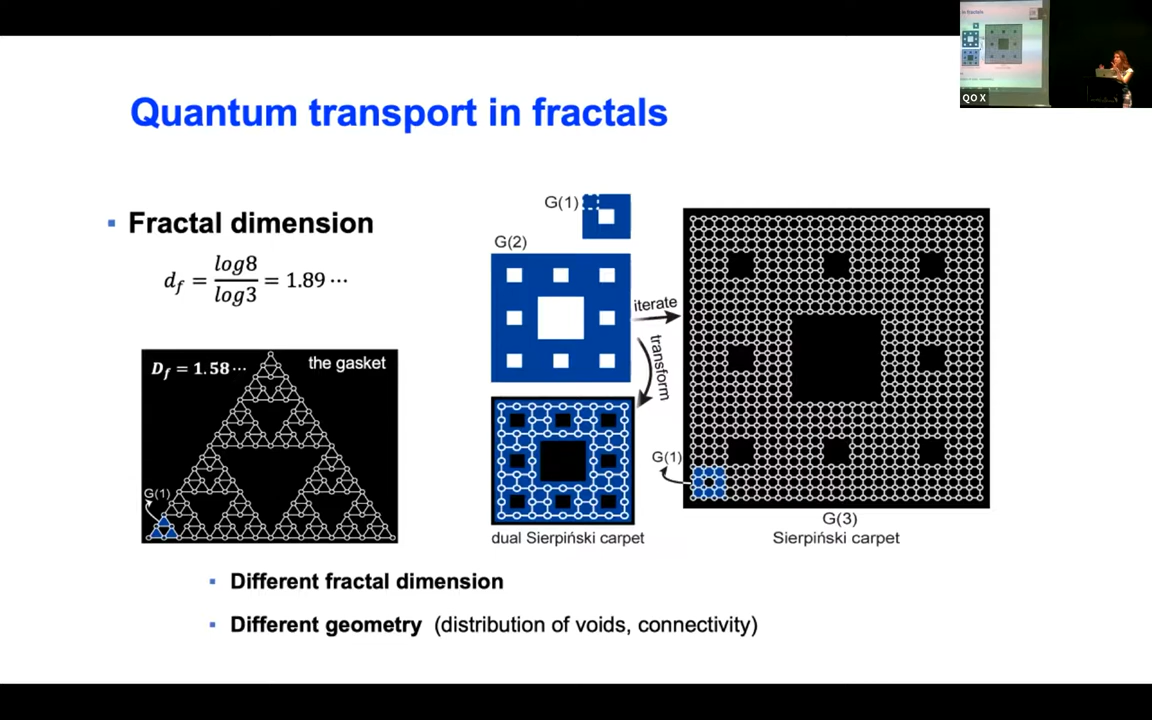 Quantum transport in fractals
▪ Fractal dimension
d_f = log8/log3 = 1.89 ⋯
D_f = 1.58 ⋯
the gasket
G(1)
G(1)
G(2)
iterate
transform
dual Sierpiński carpet
G(1)
G(3)
Sierpiński carpet
▪ Different fractal dimension
▪ Different geometry (distribution of voids, connectivity)
in fractals
QO X